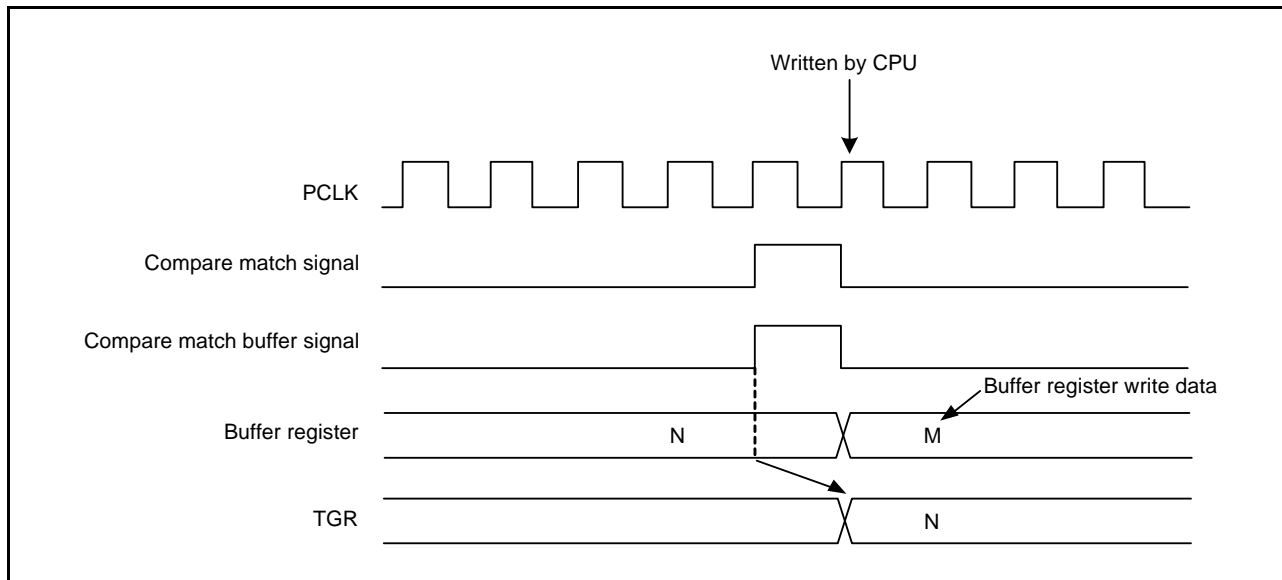 Written by CPU
PCLK
Compare match signal
Compare match buffer signal
Buffer register write data
Buffer register
N
M
TGR
N